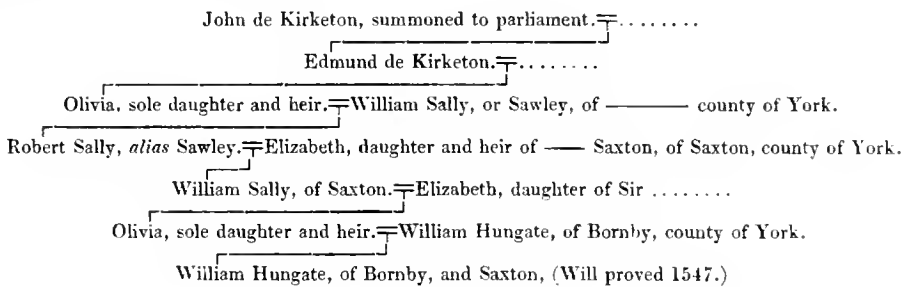 John de Kirketon, summoned to parliament.=. . . . . . . .
Edmund de Kirketon.=. . . . . . . .
Olivia, sole daughter and heir.=William Sally, or Sawley, of ——— county of York.
Robert Sally, alias Sawley.=Elizabeth, daughter and heir of —— Saxton, of Saxton, county of York.
William Sally, of Saxton.=Elizabeth, daughter of Sir . . . . . . . .
Olivia, sole daughter and heir.=William Hungate, of Bornby, county of York.
William Hungate, of Bornby, and Saxton, (Will proved 1547.)